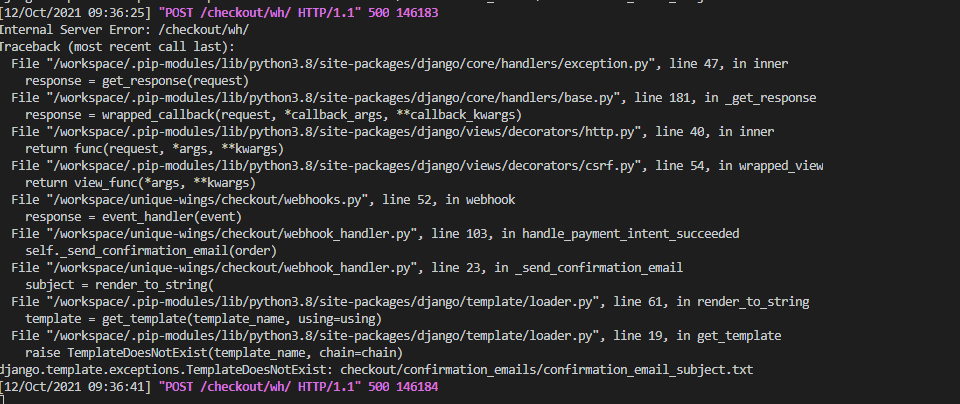 [12/Oct/2021 09:36:25] "POST /checkout/wh/ HTTP/1.1" 500 146183
Internal Server Error: /checkout/wh/
Traceback (most recent call last):
  File "/workspace/.pip-modules/lib/python3.8/site-packages/django/core/handlers/exception.py", line 47, in inner
    response = get_response(request)
  File "/workspace/.pip-modules/lib/python3.8/site-packages/django/core/handlers/base.py", line 181, in _get_response
    response = wrapped_callback(request, *callback_args, **callback_kwargs)
  File "/workspace/.pip-modules/lib/python3.8/site-packages/django/views/decorators/http.py", line 40, in inner
    return func(request, *args, **kwargs)
  File "/workspace/.pip-modules/lib/python3.8/site-packages/django/views/decorators/csrf.py", line 54, in wrapped_view
    return view_func(*args, **kwargs)
  File "/workspace/unique-wings/checkout/webhooks.py", line 52, in webhook
    response = event_handler(event)
  File "/workspace/unique-wings/checkout/webhook_handler.py", line 103, in handle_payment_intent_succeeded
    self._send_confirmation_email(order)
  File "/workspace/unique-wings/checkout/webhook_handler.py", line 23, in _send_confirmation_email
    subject = render_to_string(
  File "/workspace/.pip-modules/lib/python3.8/site-packages/django/template/loader.py", line 61, in render_to_string
    template = get_template(template_name, using=using)
  File "/workspace/.pip-modules/lib/python3.8/site-packages/django/template/loader.py", line 19, in get_template
    raise TemplateDoesNotExist(template_name, chain=chain)
django.template.exceptions.TemplateDoesNotExist: checkout/confirmation_emails/confirmation_email_subject.txt
[12/Oct/2021 09:36:41] "POST /checkout/wh/ HTTP/1.1" 500 146184